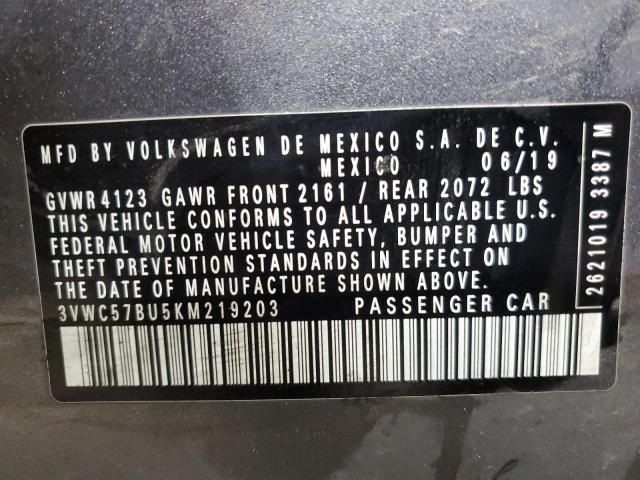 MFD BY VOLKSWAGEN DE MEXICO S.A. DE C.V.
MEXICO 06/19
GVWR 4123 GAWR FRONT 2161 / REAR 2072 LBS
THIS VEHICLE CONFORMS TO ALL APPLICABLE U.S.
FEDERAL MOTOR VEHICLE SAFETY, BUMPER AND
THEFT PREVENTION STANDARDS IN EFFECT ON
THE DATE OF MANUFACTURE SHOWN ABOVE.
3VWC57BU5KM219203 PASSENGER CAR
2621019 3387 M